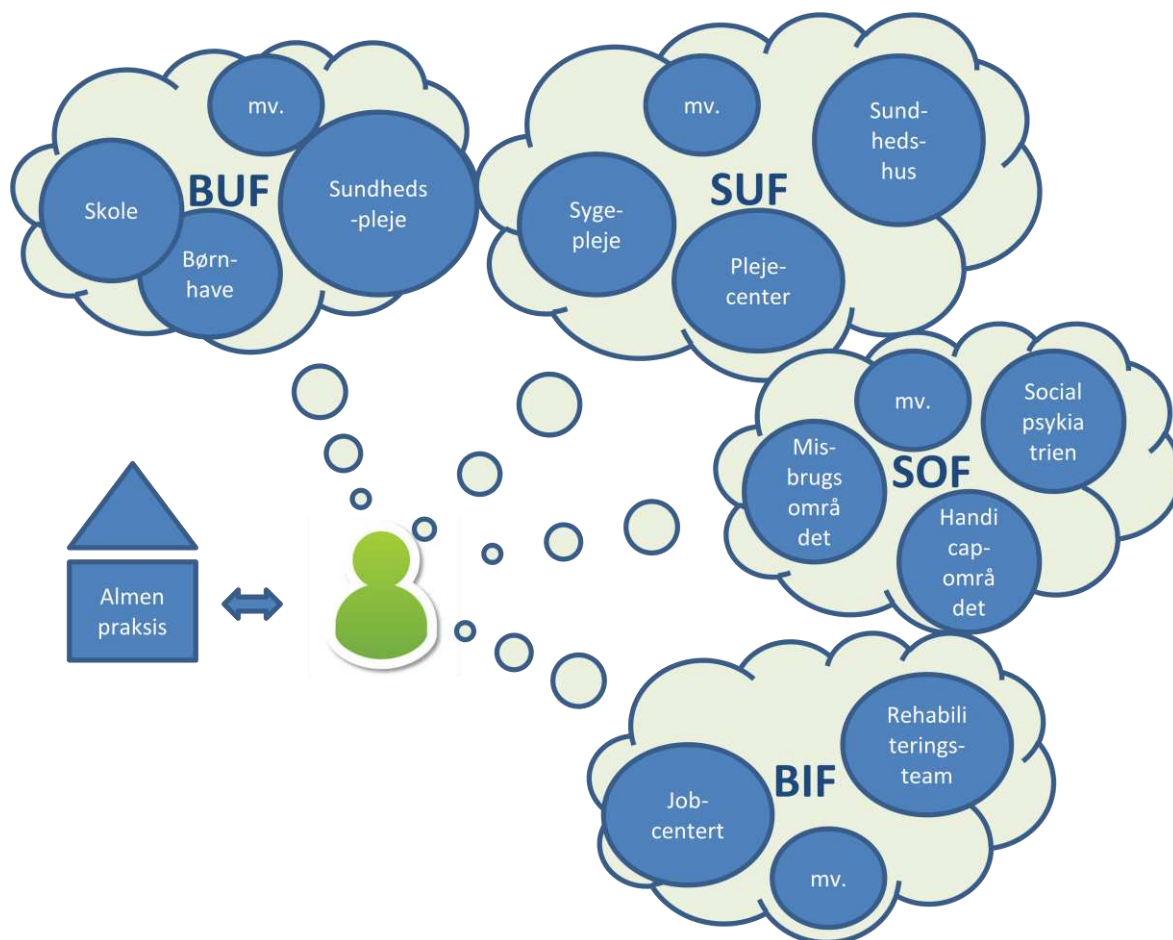 mv.
BUF
Skole
Sundheds
-pleje
Børn-
have
mv.
SUF
Sund-
heds-
hus
Syge-
pleje
Pleje-
center
mv.
SOF
Social
psykia
trien
Mis-
brugs
områ
det
Handi
cap-
områ
det
Almen
praksis
BIF
Rehabili
terings-
team
Job-
centert
mv.